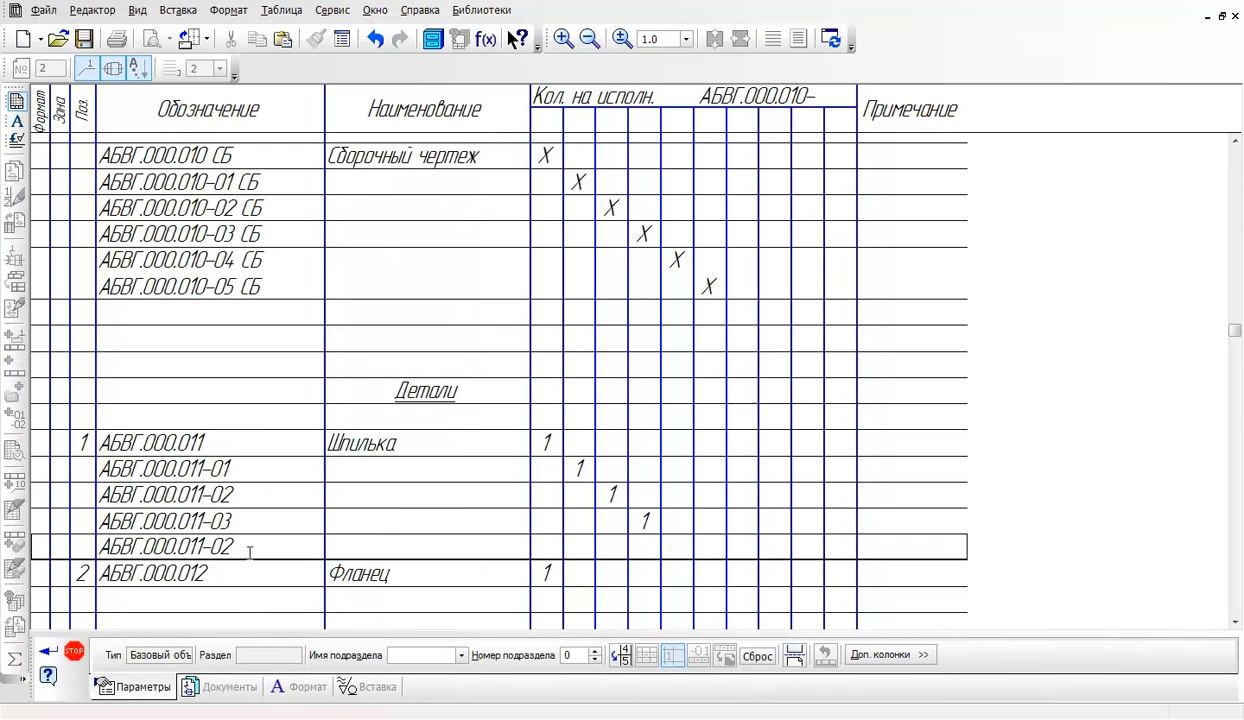 Файл Редактор Вид Вставка Формат Таблица Сервис Окно Справка Библиотеки
f(x) 1.0
№ 2 2
Формат Зона Поз. Обозначение Наименование Кол. на исполн. АБВГ.000.010- Примечание
АБВГ.000.010 СБ Сборочный чертеж X
АБВГ.000.010-01 СБ X
АБВГ.000.010-02 СБ X
АБВГ.000.010-03 СБ X
АБВГ.000.010-04 СБ X
АБВГ.000.010-05 СБ X
Детали
1 АБВГ.000.011 Шпилька 1
АБВГ.000.011-01 1
АБВГ.000.011-02 1
АБВГ.000.011-03 1
АБВГ.000.011-02
2 АБВГ.000.012 Фланец 1
STOP Тип Базовый объ Раздел Имя подраздела Номер подраздела 0 -01 Сброс Доп. колонки >>
Параметры Документы Формат Вставка